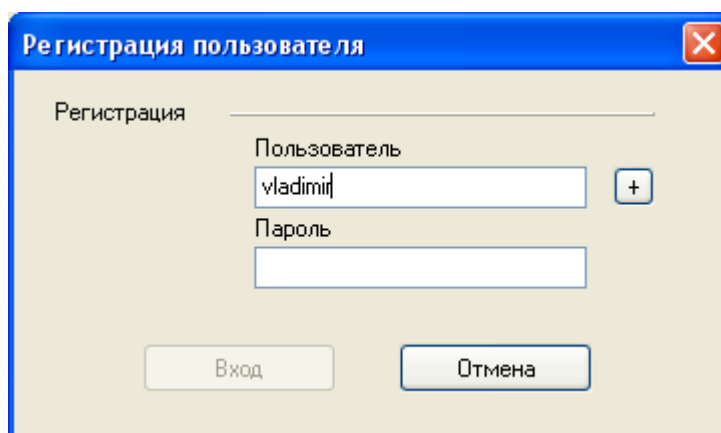 Регистрация пользователя
Регистрация
Пользователь
vladimir
+
Пароль
Вход
Отмена